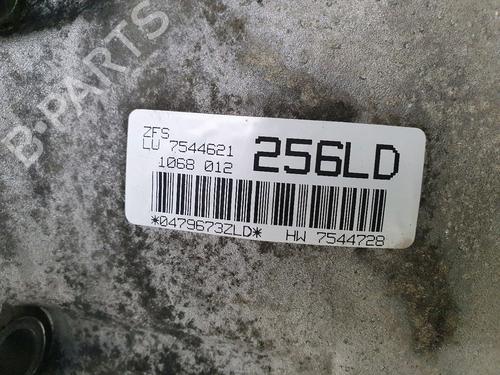 B-PARTS
ZFS
LU 7544621
1068 012
256LD
*0479673ZLD* HW 7544728